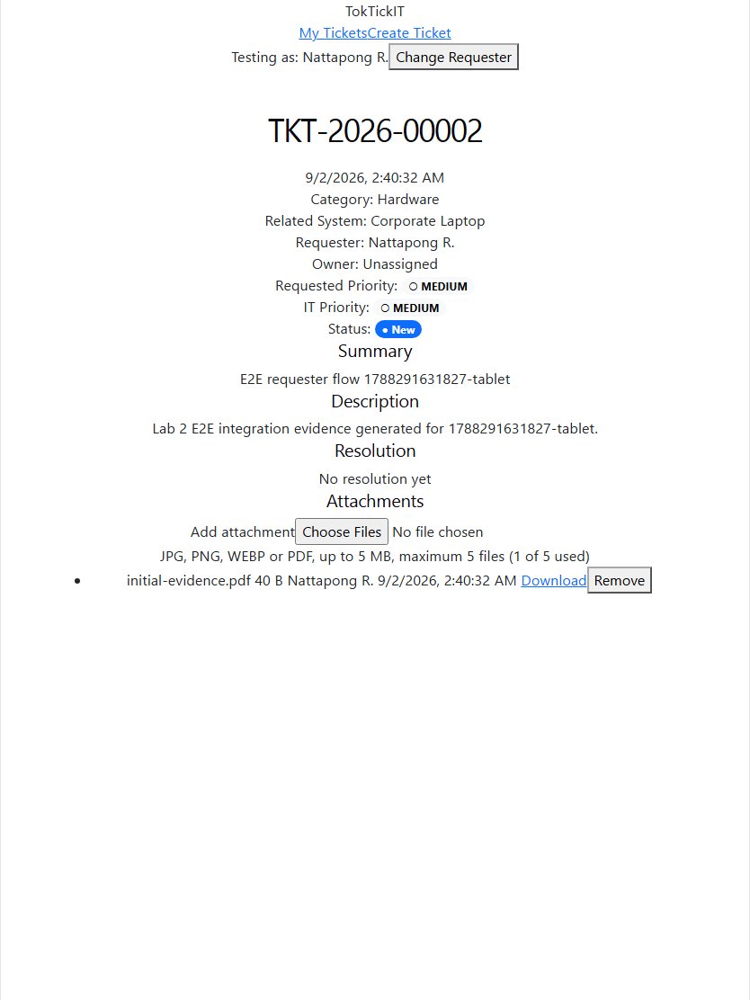 TokTickIT
My TicketsCreate Ticket
Testing as: Nattapong R. Change Requester
TKT-2026-00002
9/2/2026, 2:40:32 AM
Category: Hardware
Related System: Corporate Laptop
Requester: Nattapong R.
Owner: Unassigned
Requested Priority: ○ MEDIUM
IT Priority: ○ MEDIUM
Status: ● New
Summary
E2E requester flow 1788291631827-tablet
Description
Lab 2 E2E integration evidence generated for 1788291631827-tablet.
Resolution
No resolution yet
Attachments
Add attachment Choose Files No file chosen
JPG, PNG, WEBP or PDF, up to 5 MB, maximum 5 files (1 of 5 used)
• initial-evidence.pdf 40 B Nattapong R. 9/2/2026, 2:40:32 AM Download Remove